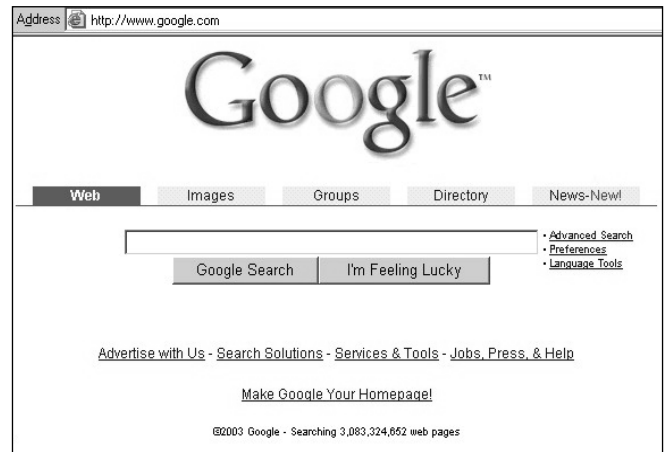 Address http://www.google.com
Google™
Web Images Groups Directory News-New!
· Advanced Search
· Preferences
· Language Tools
Google Search I'm Feeling Lucky
Advertise with Us - Search Solutions - Services & Tools - Jobs, Press, & Help
Make Google Your Homepage!
©2003 Google - Searching 3,083,324,652 web pages